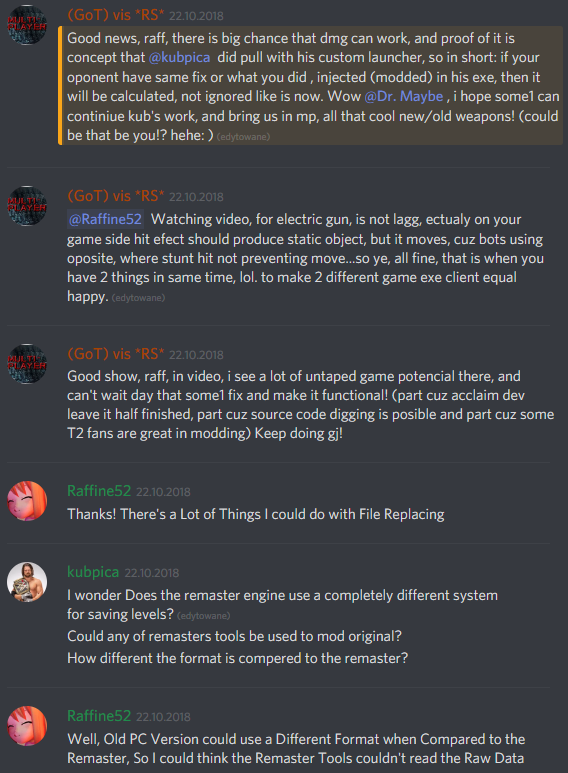 (GoT) vis *RS* 22.10.2018
Good news, raff, there is big chance that dmg can work, and proof of it is
concept that @kubpica did pull with his custom launcher, so in short: if your
oponent have same fix or what you did , injected (modded) in his exe, then it
will be calculated, not ignored like is now. Wow @Dr. Maybe , i hope some1 can
continiue kub's work, and bring us in mp, all that cool new/old weapons! (could
be that be you!? hehe: ) (edytowane)
(GoT) vis *RS* 22.10.2018
@Raffine52 Watching video, for electric gun, is not lagg, ectualy on your
game side hit efect should produce static object, but it moves, cuz bots using
oposite, where stunt hit not preventing move...so ye, all fine, that is when you
have 2 things in same time, lol. to make 2 different game exe client equal
happy. (edytowane)
(GoT) vis *RS* 22.10.2018
Good show, raff, in video, i see a lot of untaped game potencial there, and
can't wait day that some1 fix and make it functional! (part cuz acclaim dev
leave it half finished, part cuz source code digging is posible and part cuz some
T2 fans are great in modding) Keep doing gj!
Raffine52 22.10.2018
Thanks! There's a Lot of Things I could do with File Replacing
kubpica 22.10.2018
I wonder Does the remaster engine use a completely different system
for saving levels? (edytowane)
Could any of remasters tools be used to mod original?
How different the format is compered to the remaster?
Raffine52 22.10.2018
Well, Old PC Version could use a Different Format when Compared to the
Remaster, So I could think the Remaster Tools couldn't read the Raw Data